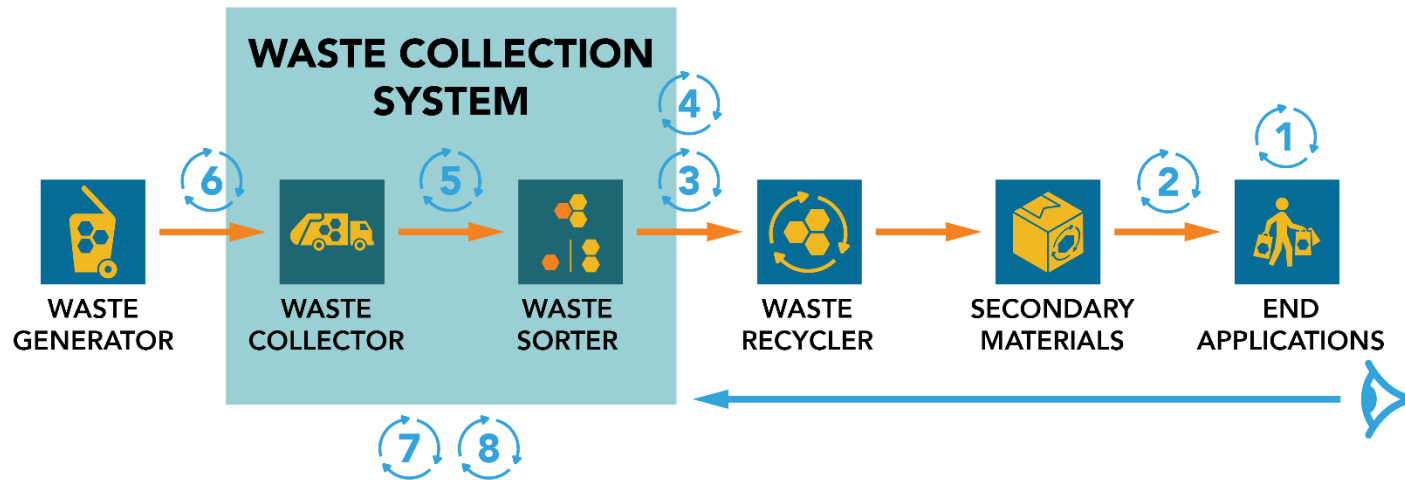 WASTE COLLECTION
SYSTEM
4
1
6
5
3
2
WASTE
GENERATOR
WASTE
COLLECTOR
WASTE
SORTER
WASTE
RECYCLER
SECONDARY
MATERIALS
END
APPLICATIONS
7
8